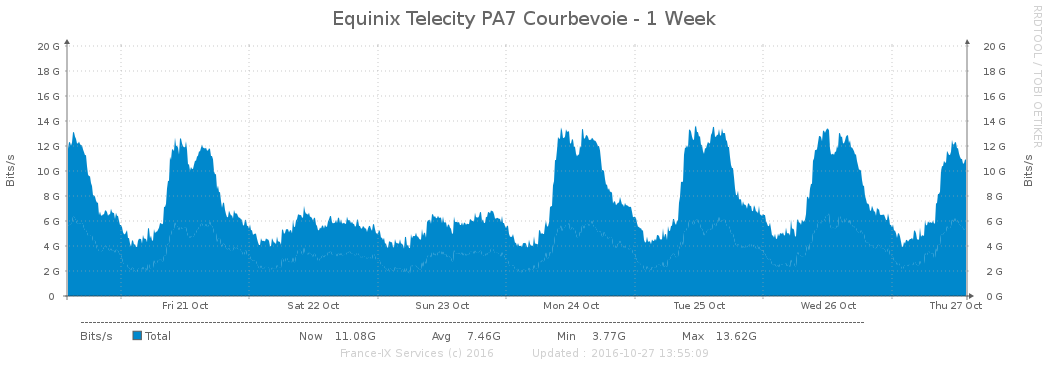 Equinix Telecity PA7 Courbevoie - 1 Week
RRDTOOL / TOBI OETIKER
Bits/s
Bits/s
20 G 20 G
18 G 18 G
16 G 16 G
14 G 14 G
12 G 12 G
10 G 10 G
8 G 8 G
6 G 6 G
4 G 4 G
2 G 2 G
0 0 G
Fri 21 Oct Sat 22 Oct Sun 23 Oct Mon 24 Oct Tue 25 Oct Wed 26 Oct Thu 27 Oct
Bits/s Total Now 11.08G Avg 7.46G Min 3.77G Max 13.62G
France-IX Services (c) 2016 Updated : 2016-10-27 13:55:09